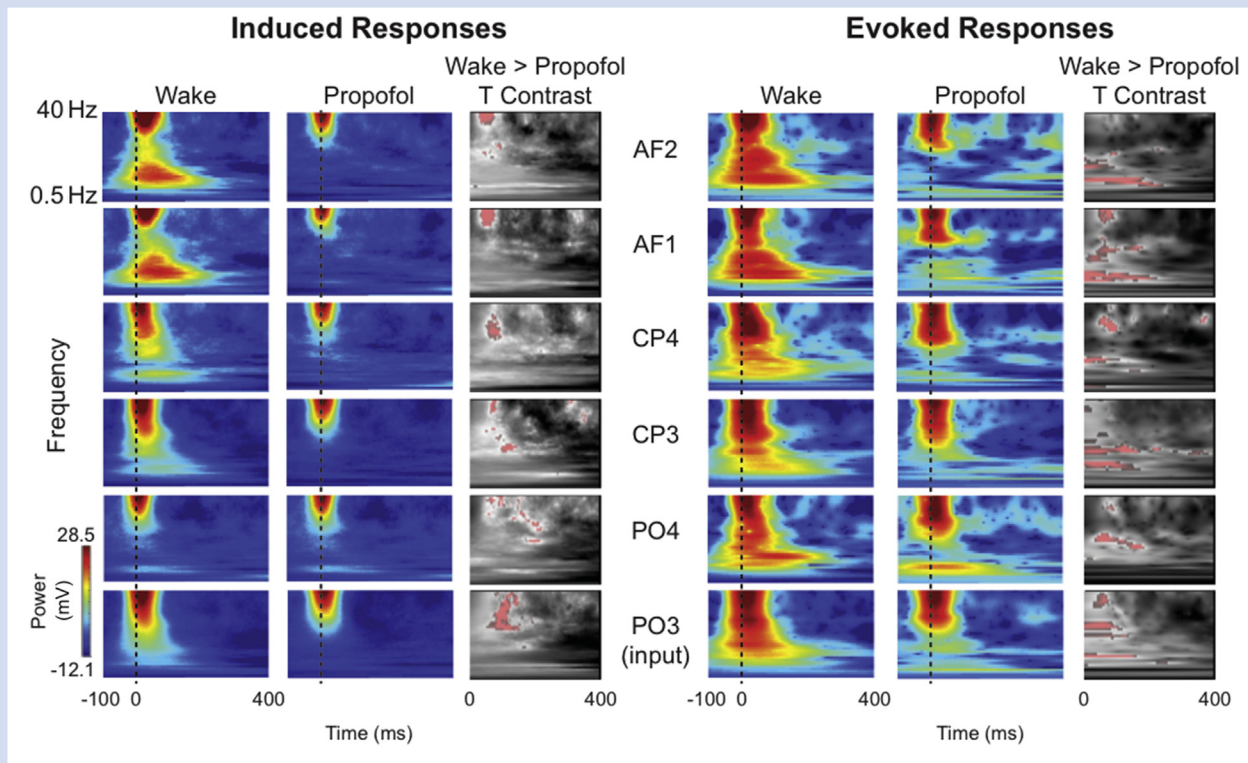 Induced Responses
Evoked Responses
Wake
Propofol
Wake > Propofol
T Contrast
Wake
Propofol
Wake > Propofol
T Contrast
40 Hz
0.5 Hz
Frequency
AF2
AF1
CP4
CP3
PO4
PO3
(input)
28.5
Power
(mV)
-12.1
-100 0 400
0 400
-100 0 400
0 400
Time (ms)
Time (ms)